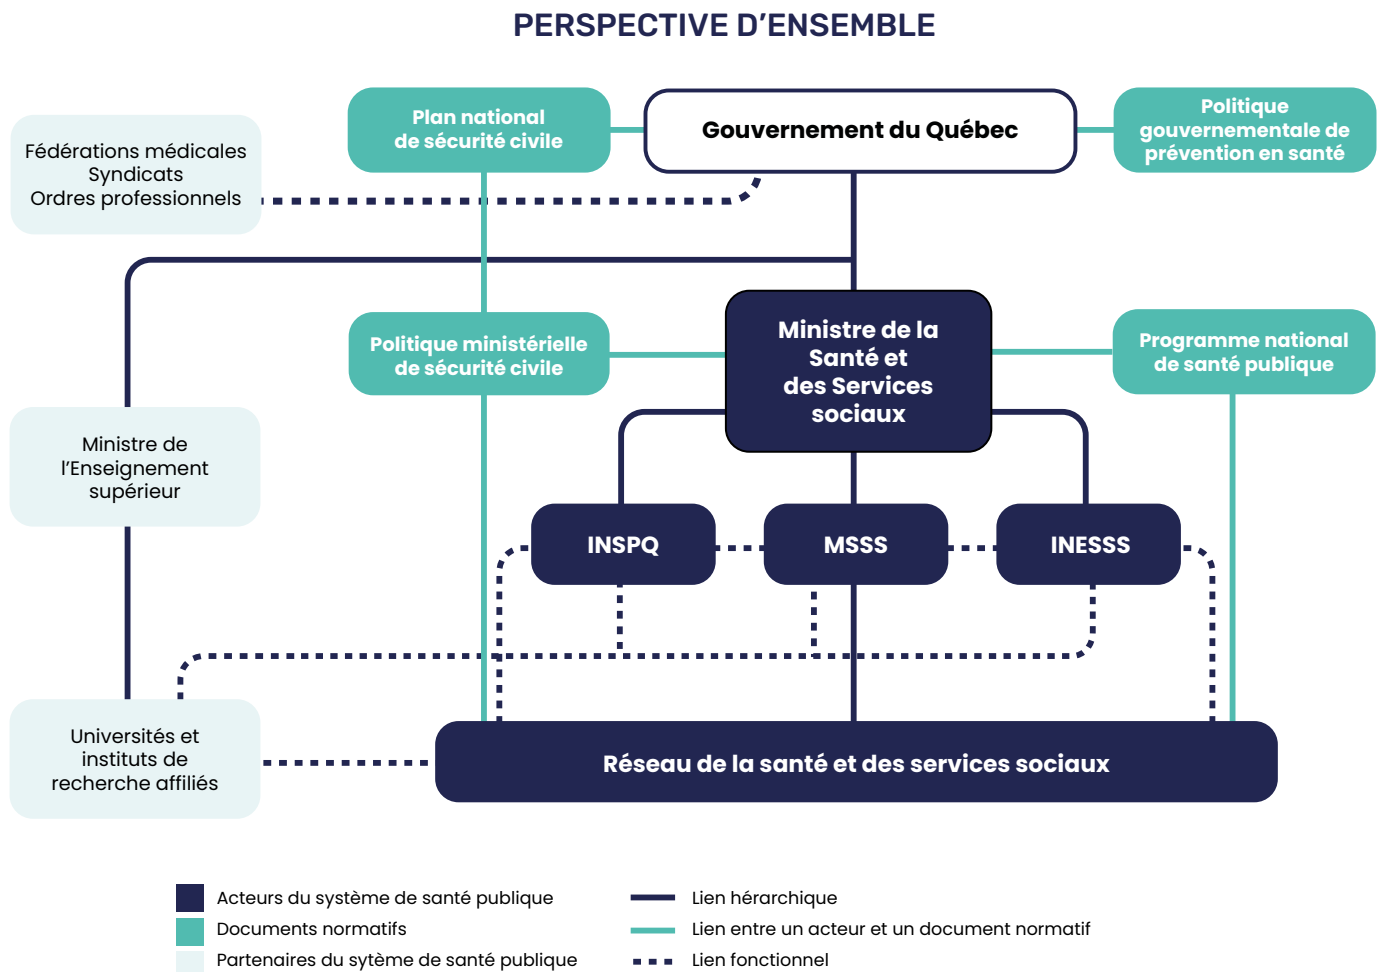 PERSPECTIVE D’ENSEMBLE
Plan national
de sécurité civile
Gouvernement du Québec
Politique
gouvernementale de
prévention en santé
Fédérations médicales
Syndicats
Ordres professionnels
Politique ministérielle
de sécurité civile
Ministre de la
Santé et
des Services
sociaux
Programme national
de santé publique
Ministre de
l’Enseignement
supérieur
INSPQ
MSSS
INESSS
Universités et
instituts de
recherche affiliés
Réseau de la santé et des services sociaux
Acteurs du système de santé publique
Documents normatifs
Partenaires du sytème de santé publique
Lien hérarchique
Lien entre un acteur et un document normatif
Lien fonctionnel